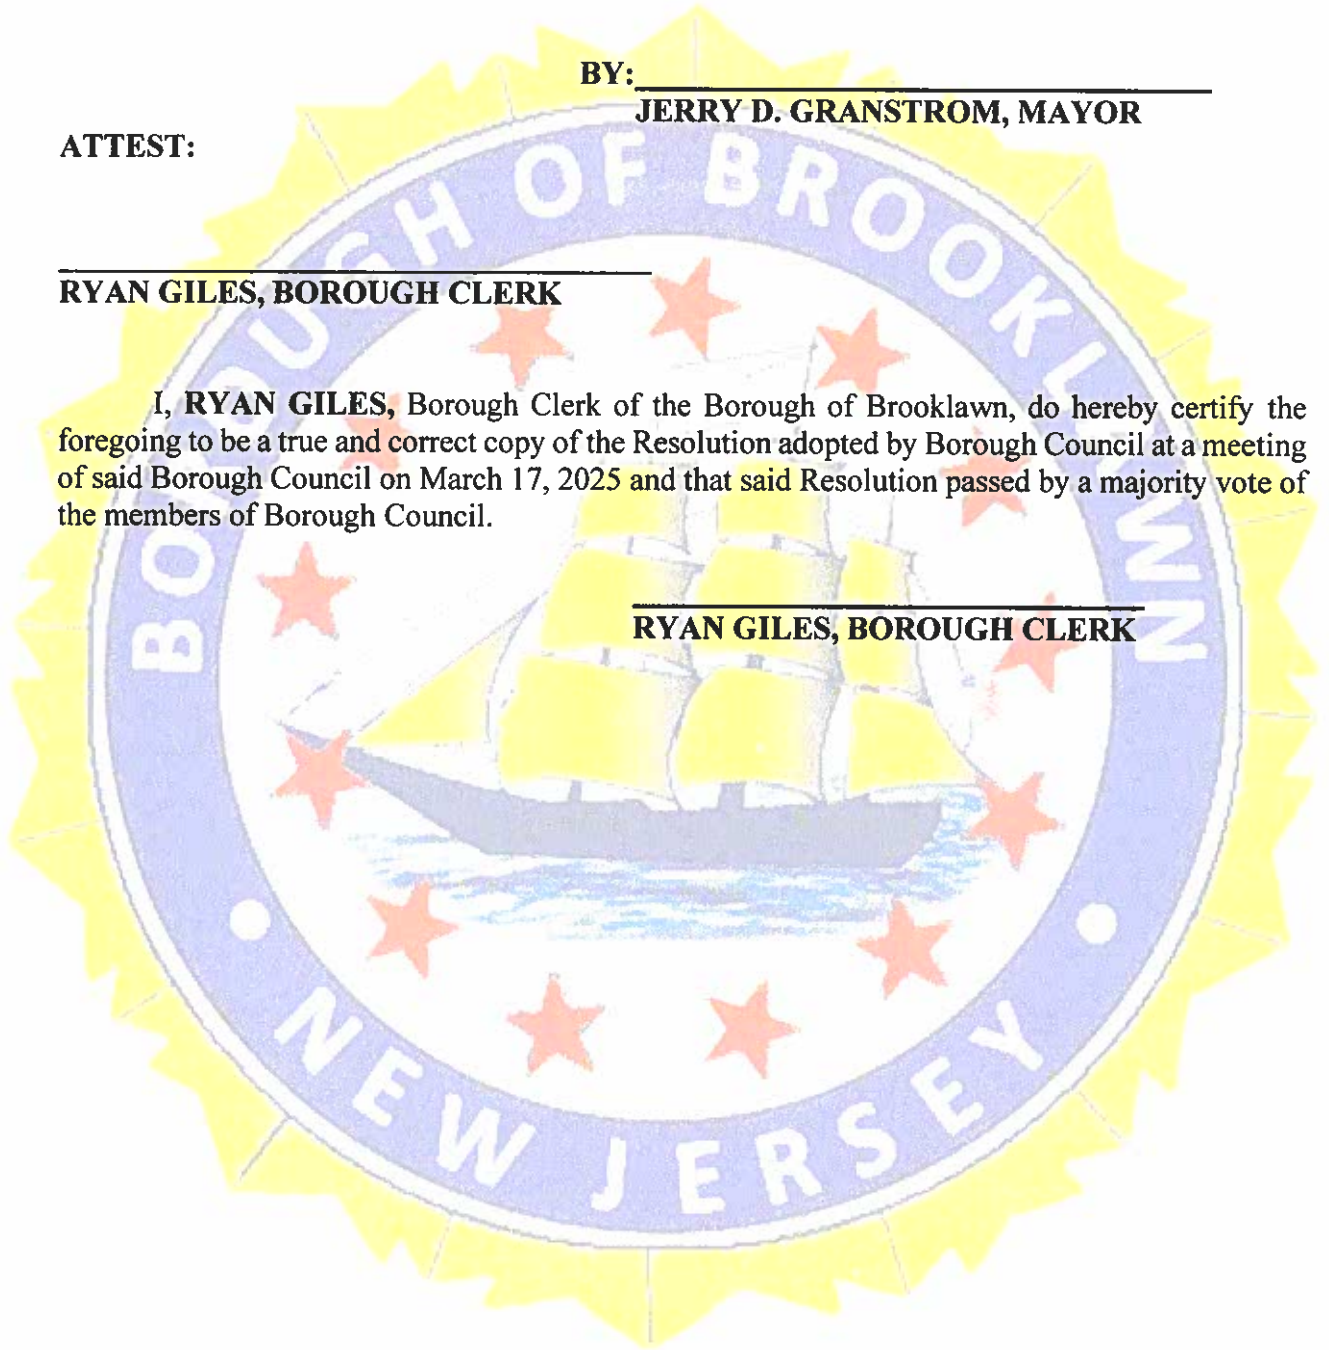 BY:
JERRY D. GRANSTROM, MAYOR
ATTEST:
RYAN GILES, BOROUGH CLERK
I, RYAN GILES, Borough Clerk of the Borough of Brooklawn, do hereby certify the
foregoing to be a true and correct copy of the Resolution adopted by Borough Council at a meeting
of said Borough Council on March 17, 2025 and that said Resolution passed by a majority vote of
the members of Borough Council.
RYAN GILES, BOROUGH CLERK
BOROUGH OF BROOKLAWN
NEW JERSEY